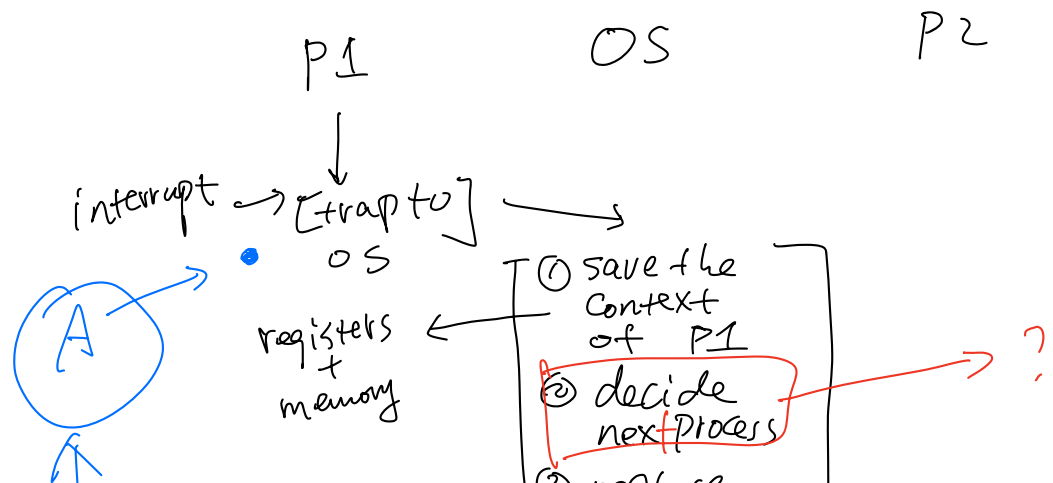 P1
OS
P2
interrupt
[trap to]
OS
① save the
context
of P1
A
registers
+
memory
② decide
next process
?